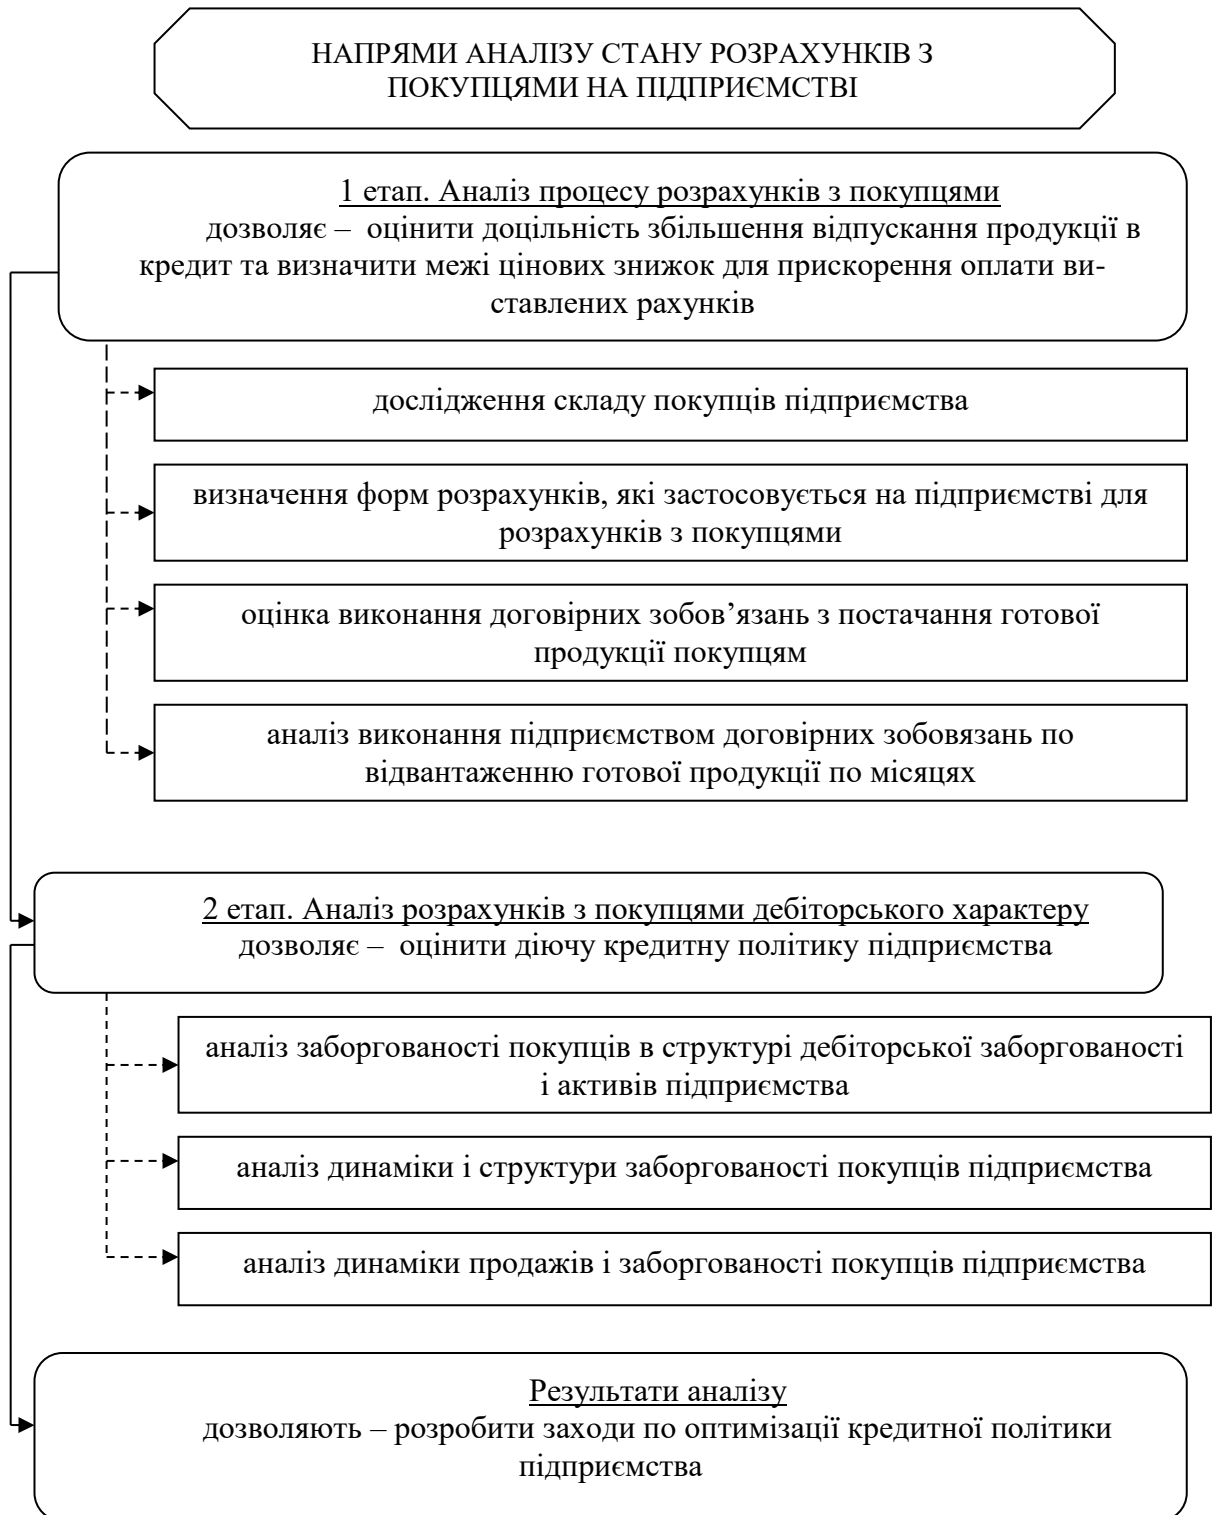 НАПРЯМИ АНАЛІЗУ СТАНУ РОЗРАХУНКІВ З
ПОКУПЦЯМИ НА ПІДПРИЄМСТВІ
1 етап. Аналіз процесу розрахунків з покупцями
дозволяє – оцінити доцільність збільшення відпускання продукції в
кредит та визначити межі цінових знижок для прискорення оплати ви-
ставлених рахунків
дослідження складу покупців підприємства
визначення форм розрахунків, які застосовується на підприємстві для
розрахунків з покупцями
оцінка виконання договірних зобов’язань з постачання готової
продукції покупцям
аналіз виконання підприємством договірних зобовязань по
відвантаженню готової продукції по місяцях
2 етап. Аналіз розрахунків з покупцями дебіторського характеру
дозволяє – оцінити діючу кредитну політику підприємства
аналіз заборгованості покупців в структурі дебіторської заборгованості
і активів підприємства
аналіз динаміки і структури заборгованості покупців підприємства
аналіз динаміки продажів і заборгованості покупців підприємства
Результати аналізу
дозволяють – розробити заходи по оптимізації кредитної політики
підприємства